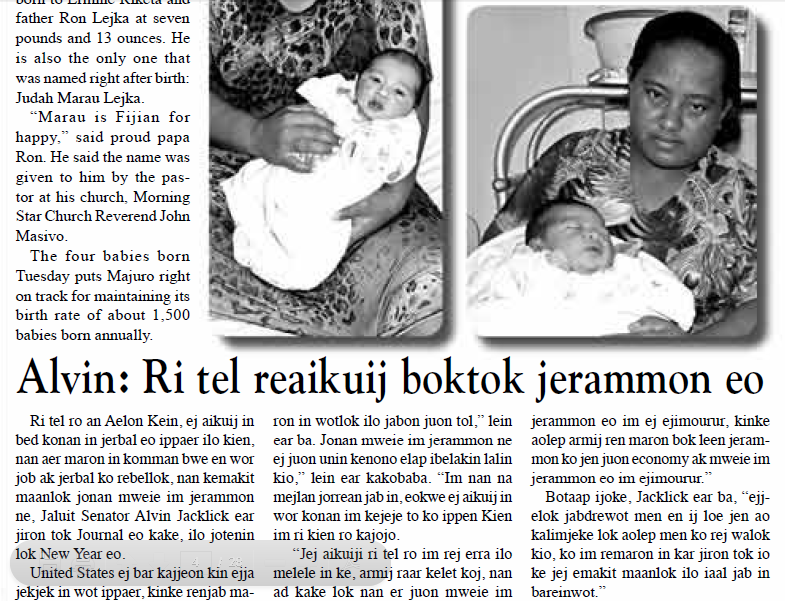 father Ron Lejka at seven
pounds and 13 ounces. He
is also the only one that
was named right after birth:
Judah Marau Lejka.
“Marau is Fijian for
happy,” said proud papa
Ron. He said the name was
given to him by the pas-
tor at his church, Morning
Star Church Reverend John
Masivo.
The four babies born
Tuesday puts Majuro right
on track for maintaining its
birth rate of about 1,500
babies born annually.
Alvin: Ri tel reaikuij boktok jerammon eo
Ri tel ro an Aelon Kein, ej aikuij in
bed konan in jerbal eo ippaer ilo kien,
nan aer maron in komman bwe en wor
job ak jerbal ko rebellok, nan kemakit
maanlok jonan mweie im jerammon
ne, Jaluit Senator Alvin Jacklick ear
jiron tok Journal eo kake, ilo jotenin
lok New Year eo.
United States ej bar kajjeon kin ejja
jekjek in wot ippaer, kinke renjab ma-
ron in wotlok ilo jabon juon tol,” lein
ear ba. Jonan mweie im jerammon ne
ej juon unin kenono elap ibelakin lalin
kio,” lein ear kakobaba. “Im nan na
mejlan jorrean jab in, eokwe ej aikuij in
wor konan im kejeje to ko ippen Kien
im ri kien ro kajojo.
“Jej aikuiji ri tel ro im rej erra ilo
melele in ke, armij raar kelet koj, nan
ad kake lok nan er juon mweie im
jerammon eo im ej ejimourur, kinke
aolep armij ren maron bok leen jeram-
mon ko jen juon economy ak mweie im
jerammon eo im ejimourur.”
Botaap ijoke, Jacklick ear ba, “ejj-
elok jabdrewot men en ij loe jen ao
kalimjeke lok aolep men ko rej walok
kio, ko im remaron in kar jiron tok io
ke jej emakit maanlok ilo iaal jab in
bareinwot.”